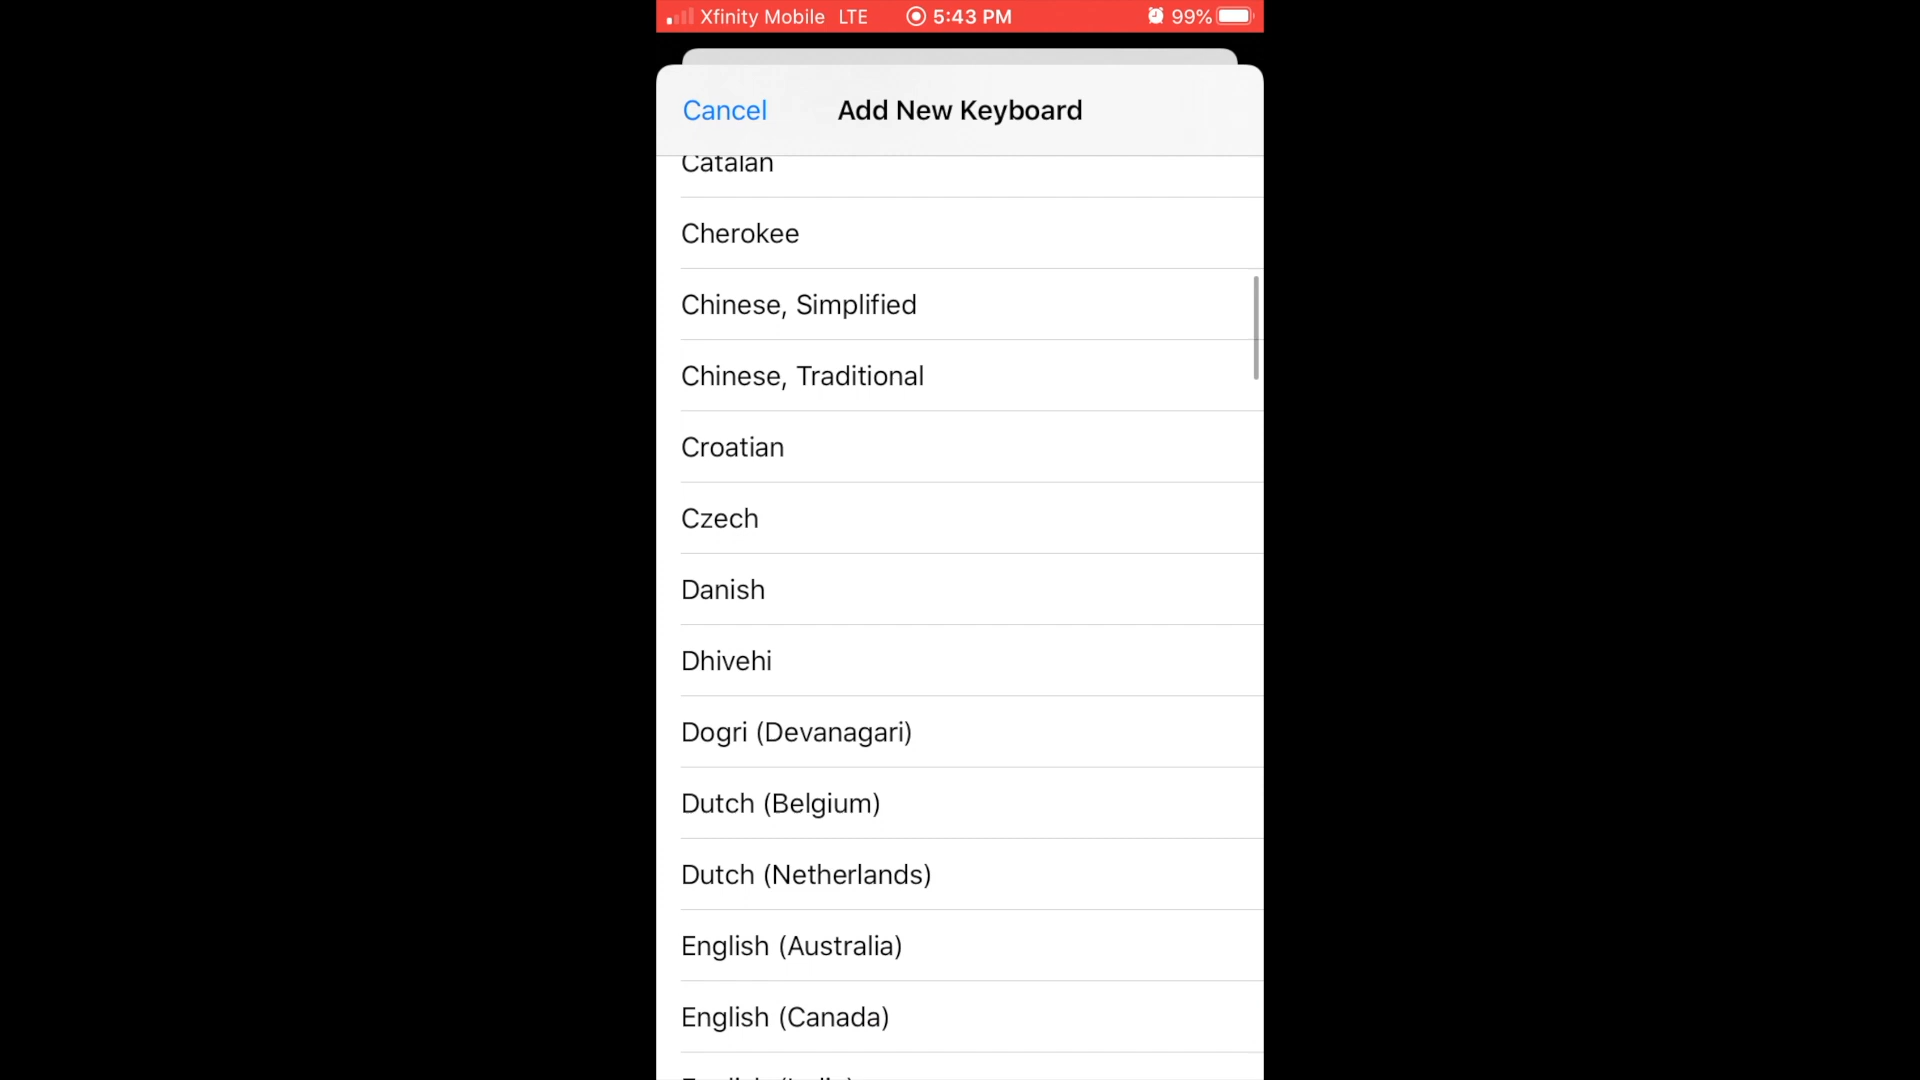 Xfinity Mobile LTE 5:43 PM 99%
Cancel Add New Keyboard
Catalan
Cherokee
Chinese, Simplified
Chinese, Traditional
Croatian
Czech
Danish
Dhivehi
Dogri (Devanagari)
Dutch (Belgium)
Dutch (Netherlands)
English (Australia)
English (Canada)